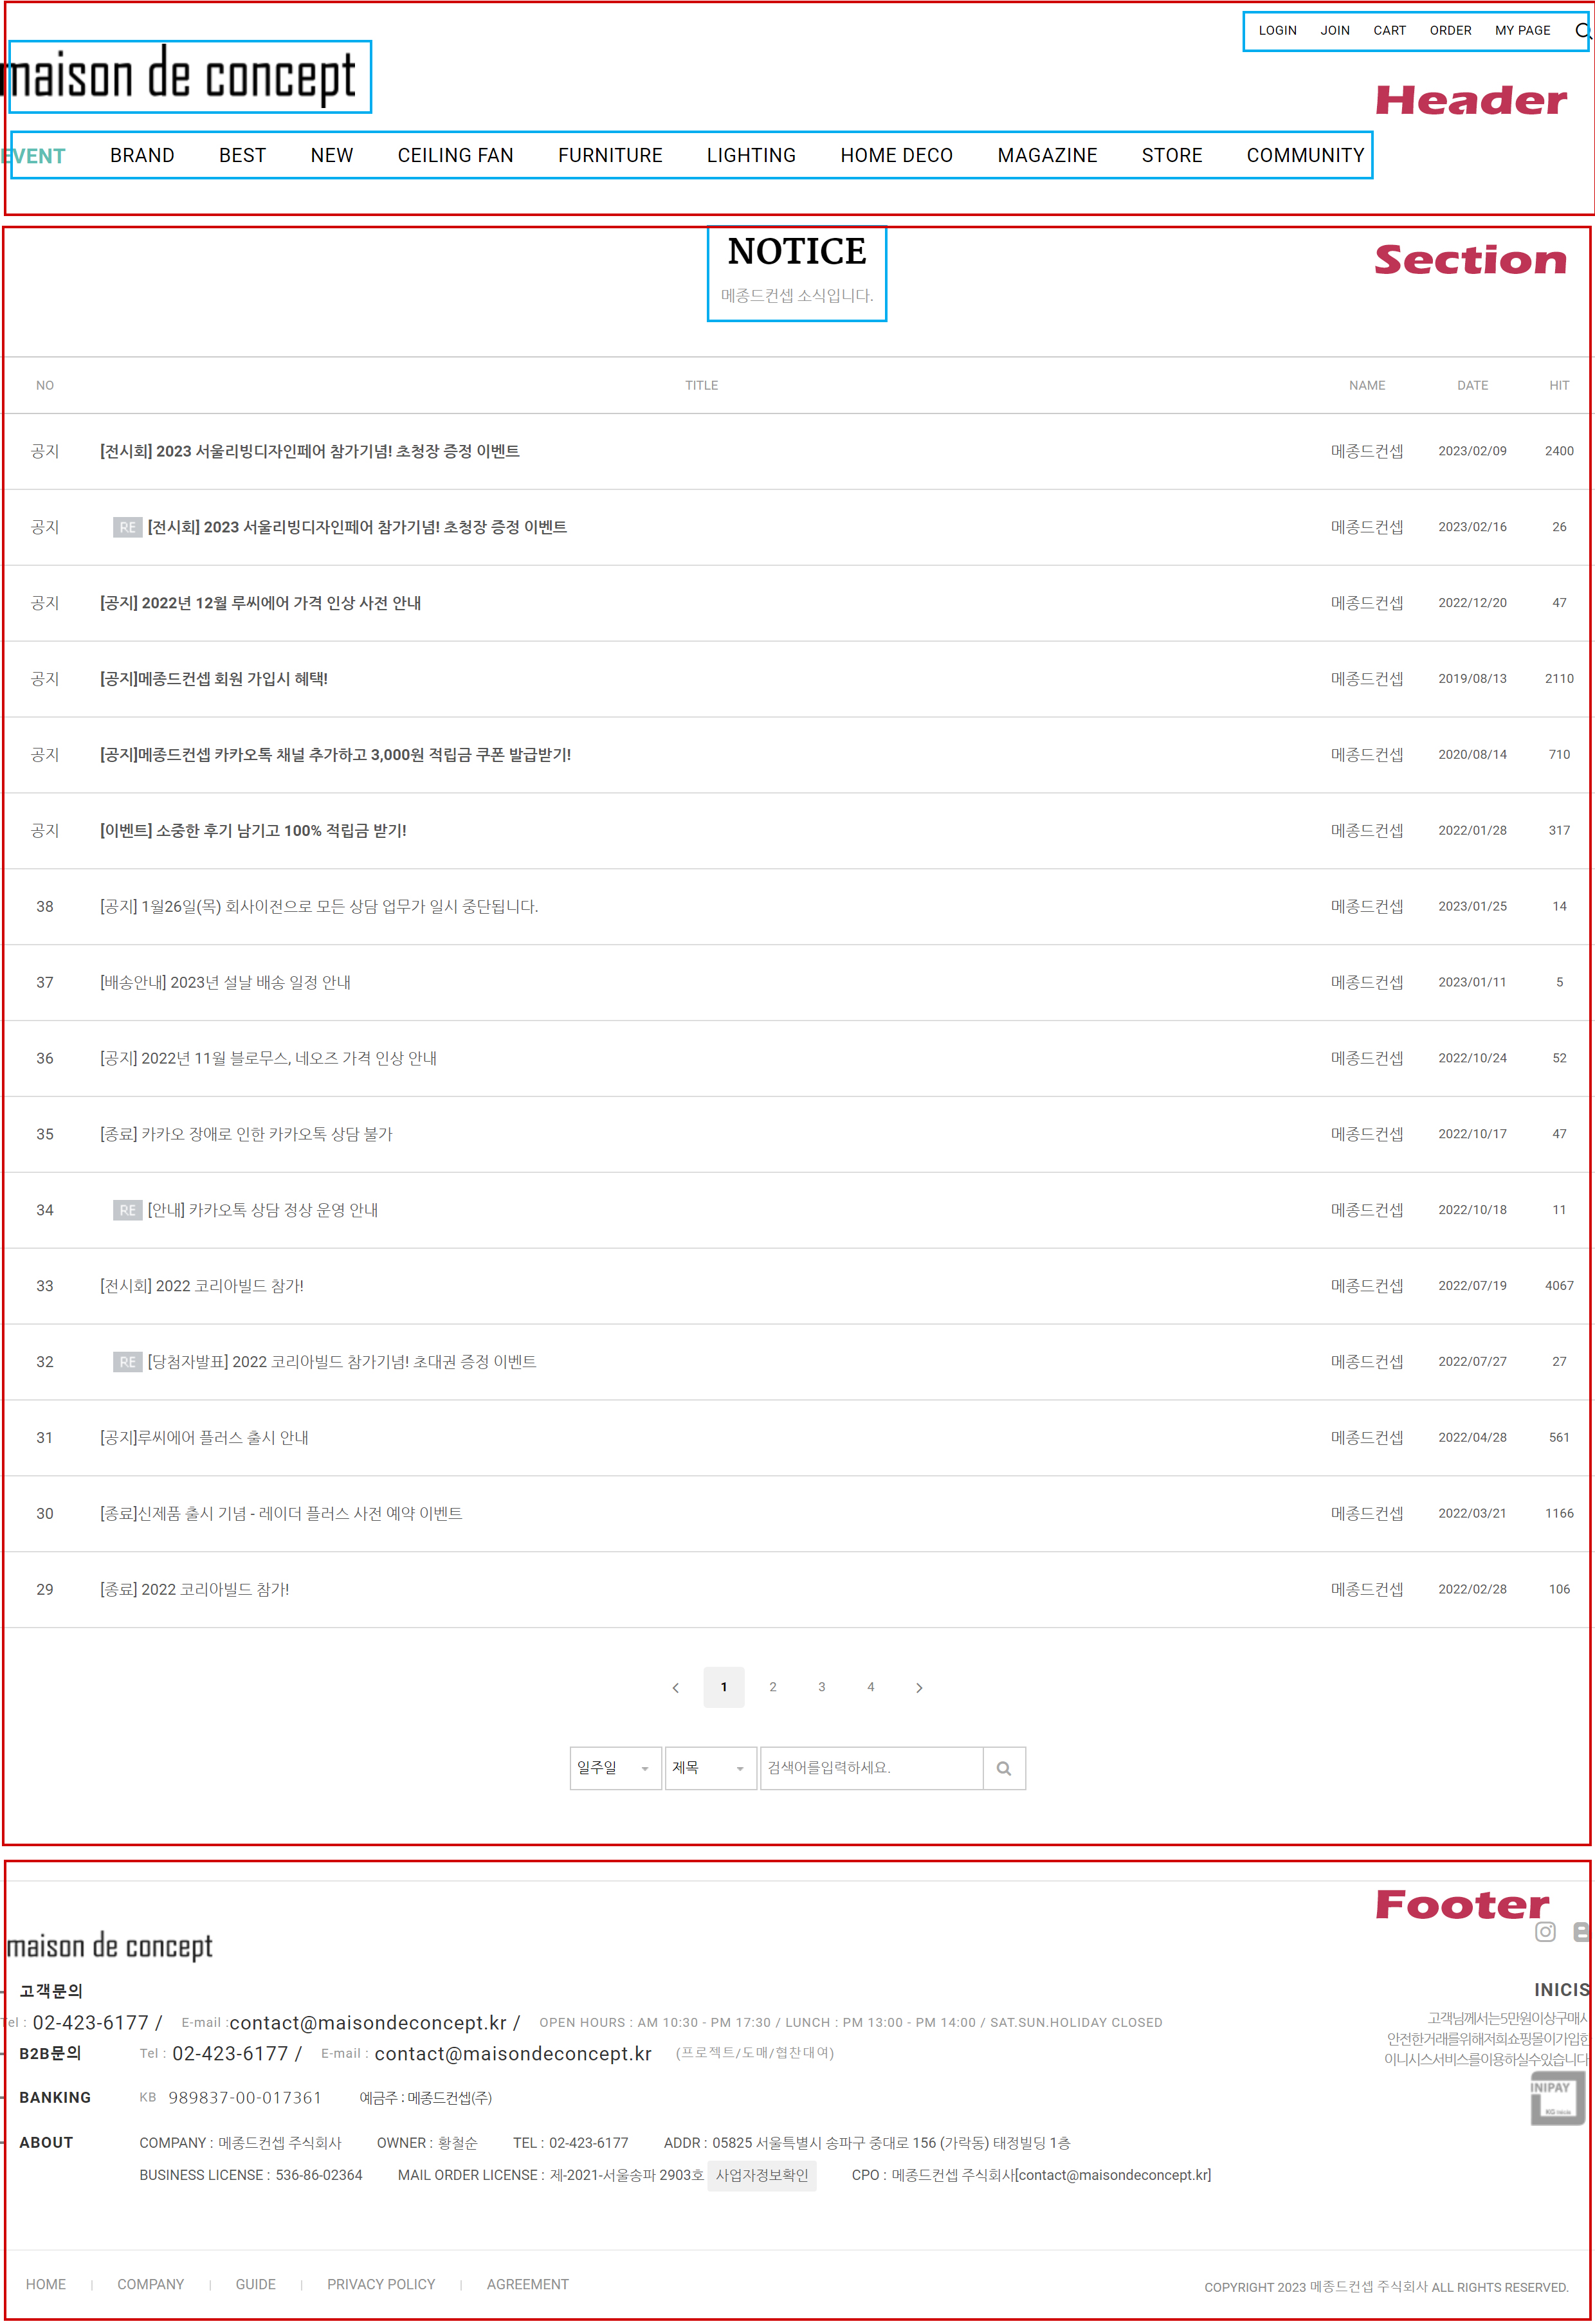 LOGIN JOIN CART ORDER MY PAGE
maison de concept
Header
EVENT BRAND BEST NEW CEILING FAN FURNITURE LIGHTING HOME DECO MAGAZINE STORE COMMUNITY
NOTICE
Section
메종드컨셉 소식입니다.
NO TITLE NAME DATE HIT
공지 [전시회] 2023 서울리빙디자인페어 참가기념! 초청장 증정 이벤트 메종드컨셉 2023/02/09 2400
공지 RE [전시회] 2023 서울리빙디자인페어 참가기념! 초청장 증정 이벤트 메종드컨셉 2023/02/16 26
공지 [공지] 2022년 12월 루씨에어 가격 인상 사전 안내 메종드컨셉 2022/12/20 47
공지 [공지]메종드컨셉 회원 가입시 혜택! 메종드컨셉 2019/08/13 2110
공지 [공지]메종드컨셉 카카오톡 채널 추가하고 3,000원 적립금 쿠폰 발급받기! 메종드컨셉 2020/08/14 710
공지 [이벤트] 소중한 후기 남기고 100% 적립금 받기! 메종드컨셉 2022/01/28 317
38 [공지] 1월26일(목) 회사이전으로 모든 상담 업무가 일시 중단됩니다. 메종드컨셉 2023/01/25 14
37 [배송안내] 2023년 설날 배송 일정 안내 메종드컨셉 2023/01/11 5
36 [공지] 2022년 11월 블로무스, 네오즈 가격 인상 안내 메종드컨셉 2022/10/24 52
35 [종료] 카카오 장애로 인한 카카오톡 상담 불가 메종드컨셉 2022/10/17 47
34 RE [안내] 카카오톡 상담 정상 운영 안내 메종드컨셉 2022/10/18 11
33 [전시회] 2022 코리아빌드 참가! 메종드컨셉 2022/07/19 4067
32 RE [당첨자발표] 2022 코리아빌드 참가기념! 초대권 증정 이벤트 메종드컨셉 2022/07/27 27
31 [공지]루씨에어 플러스 출시 안내 메종드컨셉 2022/04/28 561
30 [종료]신제품 출시 기념 - 레이더 플러스 사전 예약 이벤트 메종드컨셉 2022/03/21 1166
29 [종료] 2022 코리아빌드 참가! 메종드컨셉 2022/02/28 106
1 2 3 4
일주일 제목 검색어를입력하세요.
Footer
maison de concept
고객문의 INICIS
Tel : 02-423-6177 / E-mail :contact@maisondeconcept.kr / OPEN HOURS : AM 10:30 - PM 17:30 / LUNCH : PM 13:00 - PM 14:00 / SAT.SUN.HOLIDAY CLOSED
고객님께서는5만원이상구매시
안전한거래를위해저희쇼핑몰이가입한
이니시스서비스를이용하실수있습니다
B2B문의 Tel : 02-423-6177 / E-mail : contact@maisondeconcept.kr (프로젝트/도매/협찬대여)
INIPAY
BANKING KB 989837-00-017361 예금주 : 메종드컨셉(주)
ABOUT COMPANY : 메종드컨셉 주식회사 OWNER : 황철순 TEL : 02-423-6177 ADDR : 05825 서울특별시 송파구 중대로 156 (가락동) 태정빌딩 1층
BUSINESS LICENSE : 536-86-02364 MAIL ORDER LICENSE : 제-2021-서울송파 2903호 사업자정보확인 CPO : 메종드컨셉 주식회사[contact@maisondeconcept.kr]
HOME | COMPANY | GUIDE | PRIVACY POLICY | AGREEMENT
COPYRIGHT 2023 메종드컨셉 주식회사 ALL RIGHTS RESERVED.